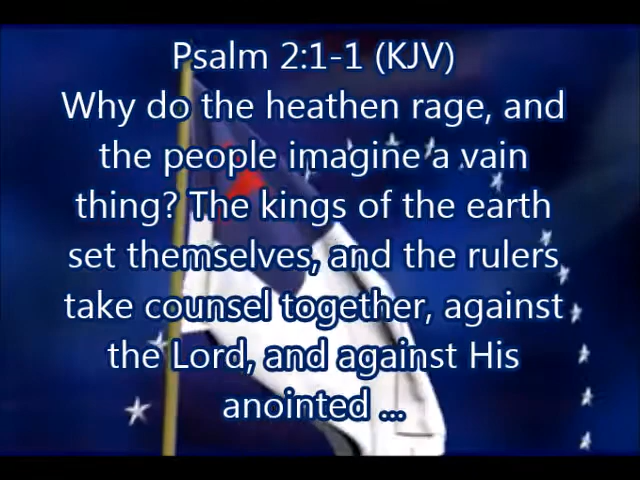 Psalm 2:1-1 (KJV)
Why do the heathen rage, and
the people imagine a vain
thing? The kings of the earth
set themselves, and the rulers
take counsel together, against
the Lord, and against His
anointed ...